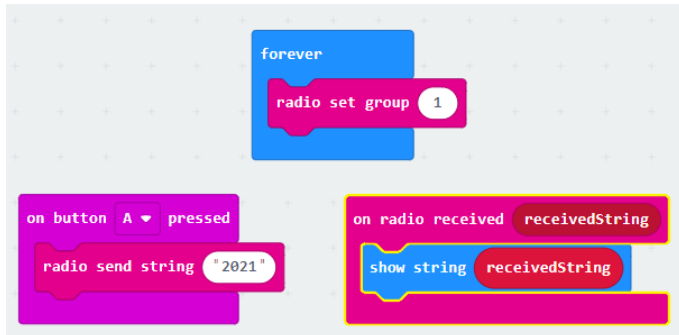 forever
radio set group 1
on button A pressed
radio send string "2021"
on radio received receivedString
show string receivedString